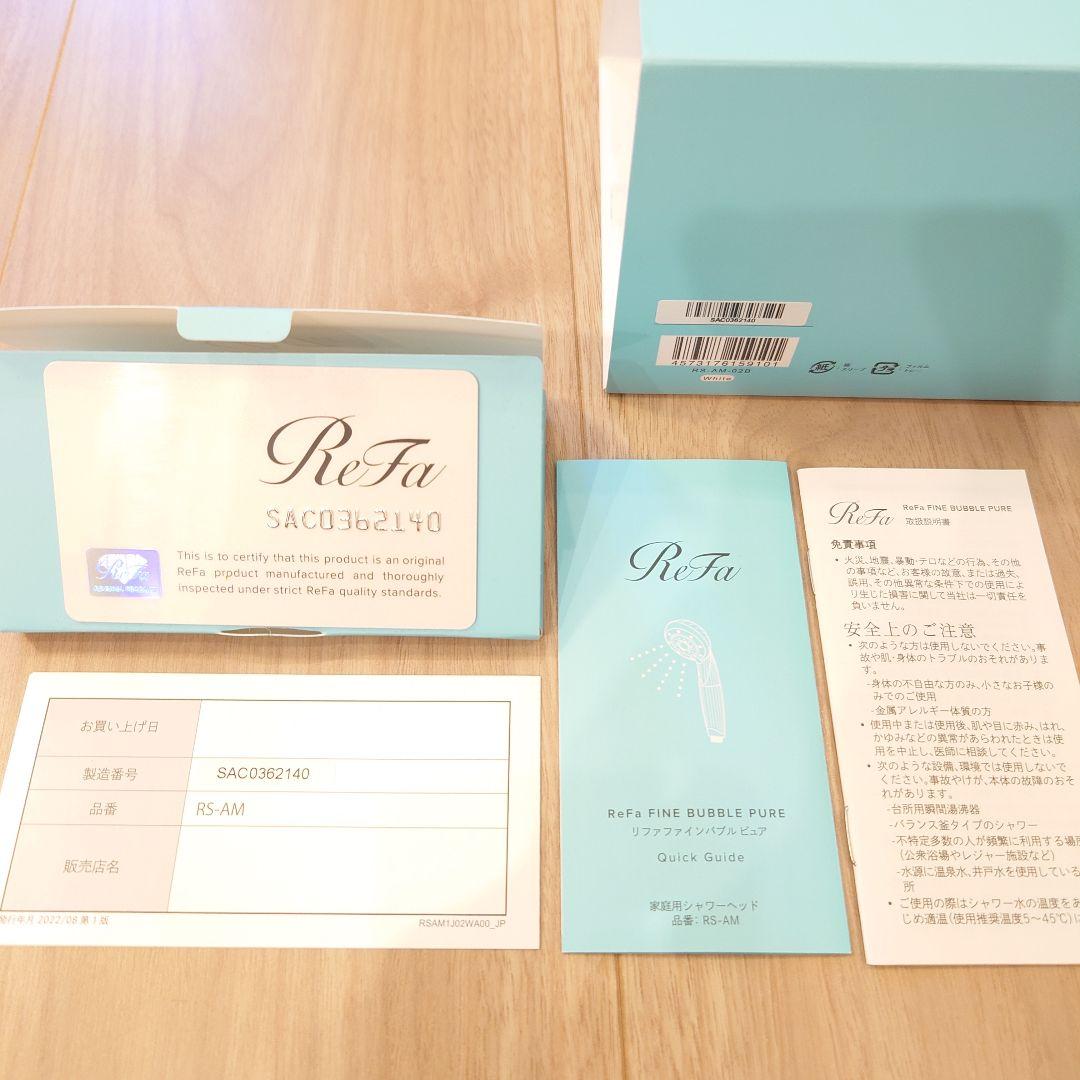 SAC0362140
4573176159101
RS-AM-02B
White
紙
スリーブ
プラ
フィルム
トレー
ReFa
SAC0362140
ReFa
This is to certify that this product is an original
ReFa product manufactured and thoroughly
inspected under strict ReFa quality standards.
お買い上げ日
製造番号
SAC0362140
品番
RS-AM
販売店名
発行年月 2022/08 第1版
RSAM1J02WA00_JP
ReFa
ReFa FINE BUBBLE PURE
リファファインバブル ピュア
Quick Guide
家庭用シャワーヘッド
品番: RS-AM
ReFa
ReFa FINE BUBBLE PURE
取扱説明書
免責事項
• 火災、地震、暴動・テロなどの行為、その他
の事項など、お客様の故意、または過失、
誤用、その他異常な条件下での使用によ
り生じた損害に関して当社は一切責任を
負いません。
安全上のご注意
• 次のような方は使用しないでください。事
故や肌・身体のトラブルのおそれがありま
す。
-身体の不自由な方のみ、小さなお子様の
みでのご使用
-金属アレルギー体質の方
• 使用中または使用後、肌や目に赤み、はれ、
かゆみなどの異常があらわれたときは使
用を中止し、医師に相談してください。
• 次のような設備、環境では使用しないで
ください。事故やけが、本体の故障のおそ
れがあります。
-台所用瞬間湯沸器
-バランス釜タイプのシャワー
-不特定多数の人が頻繁に利用する場所
（公衆浴場やレジャー施設など）
-水源に温泉水、井戸水を使用している
所
• ご使用の際はシャワー水の温度をあ
じめ適温（使用推奨温度5～45℃）に